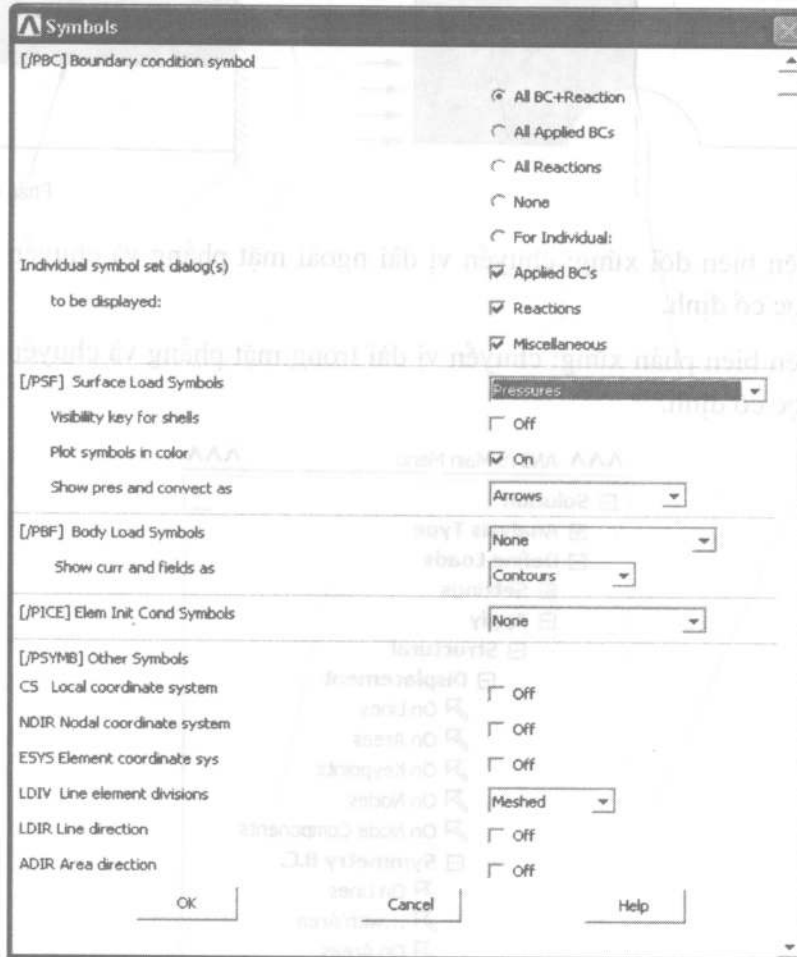 Symbols
[/PBC] Boundary condition symbol
All BC+Reaction
All Applied BCs
All Reactions
None
For Individual:
Individual symbol set dialog(s)
to be displayed:
Applied BC's
Reactions
Miscellaneous
[/PSF] Surface Load Symbols Pressures
Visibility key for shells Off
Plot symbols in color On
Show pres and convect as Arrows
[/PBF] Body Load Symbols None
Show curr and fields as Contours
[/PICE] Elem Init Cond Symbols None
[/PSYMB] Other Symbols
CS Local coordinate system Off
NDIR Nodal coordinate system Off
ESYS Element coordinate sys Off
LDIV Line element divisions Meshed
LDIR Line direction Off
ADIR Area direction Off
OK Cancel Help